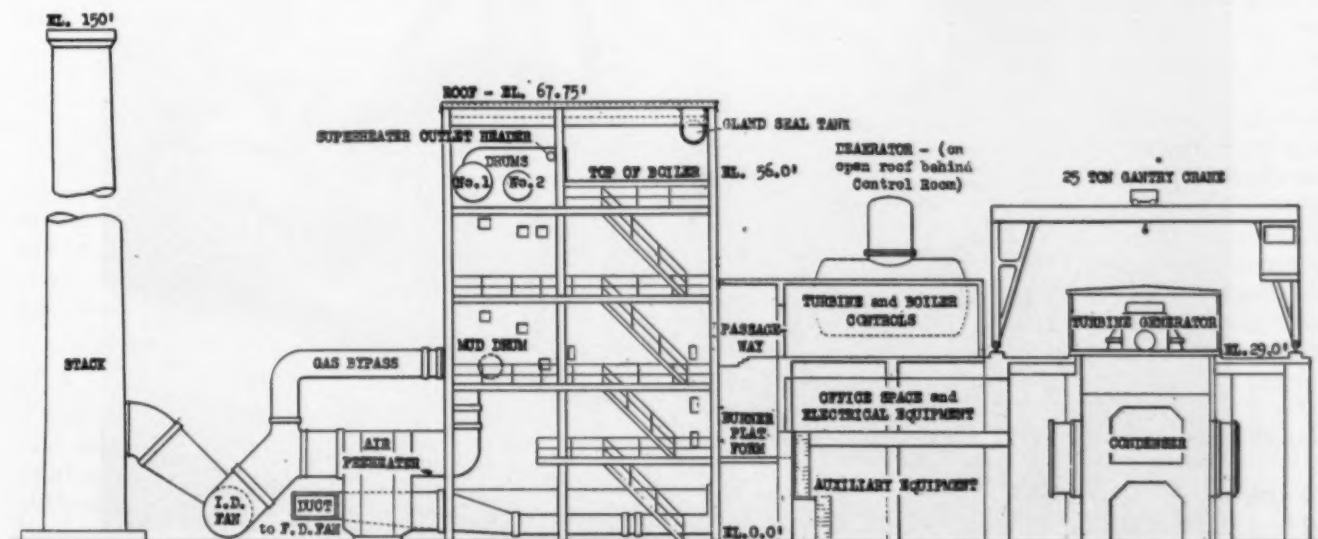 EL. 150'
ROOF - EL. 67.75'
SUPERHEATER OUTLET HEADER
GLAND SEAL TANK
DRUMS
No.1
No.2
TOP OF BOILER
EL. 56.0'
DEAERATOR - (on
open roof behind
Control Room)
25 TON GANTRY CRANE
TURBINE and BOILER
CONTROLS
TURBINE GENERATOR
PASSAGE-
WAY
MUD DRUM
EL.29.0'
STACK
GAS BYPASS
OFFICE SPACE and
ELECTRICAL EQUIPMENT
BURNER
PLAT
FORM
CONDENSER
AIR
PREHEATER
AUXILIARY EQUIPMENT
I.D.
FAN
DUCT
to F.D.FAN
EL.0.0'